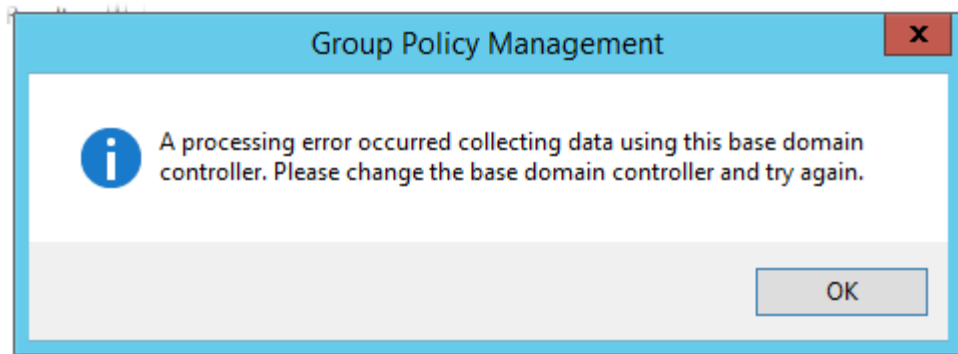 Group Policy Management
x
A processing error occurred collecting data using this base domain
controller. Please change the base domain controller and try again.
OK